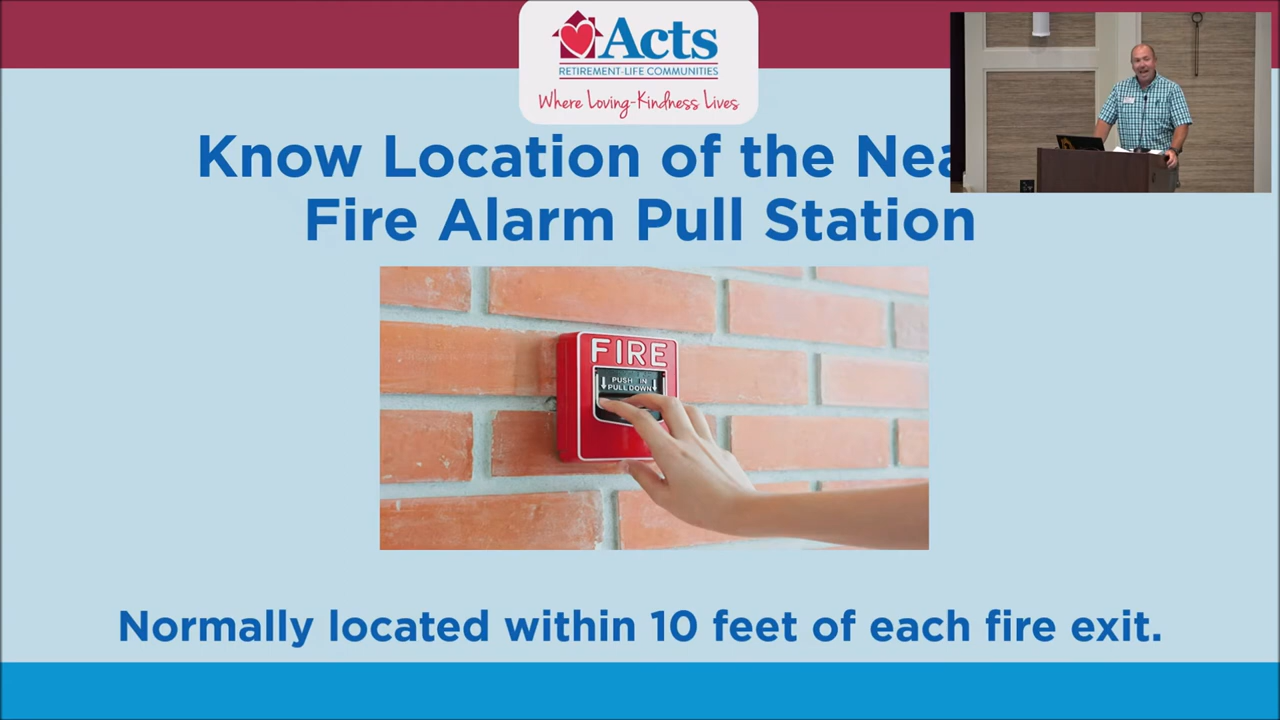 Acts
RETIREMENT-LIFE COMMUNITIES
Where Loving-Kindness Lives
Know Location of the
Fire Alarm Pull Station
FIRE
PUSH IN
PULL DOWN
Normally located within 10 feet of each fire exit.